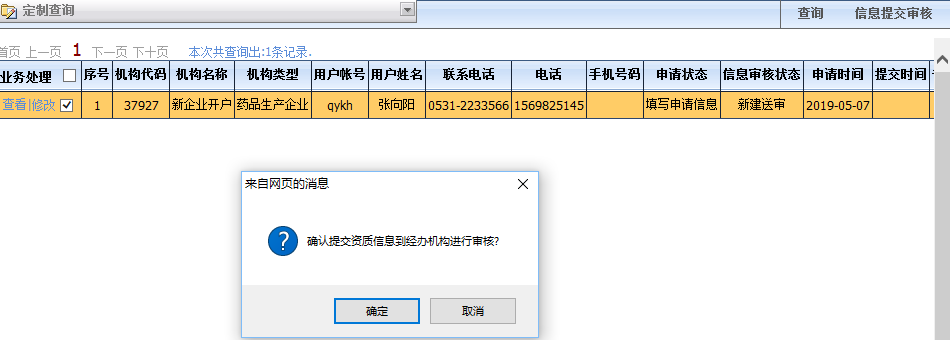 定制查询
查询 信息提交审核
首页 上一页 1 下一页 下十页 本次共查询出:1条记录.
业务处理 序号 机构代码 机构名称 机构类型 用户帐号 用户姓名 联系电话 电话 手机号码 申请状态 信息审核状态 申请时间 提交时间
查看|修改 1 37927 新企业开户 药品生产企业 qykh 张向阳 0531-2233566 1569825145 填写申请信息 新建送审 2019-05-07
来自网页的消息
确认提交资质信息到经办机构进行审核?
确定 取消